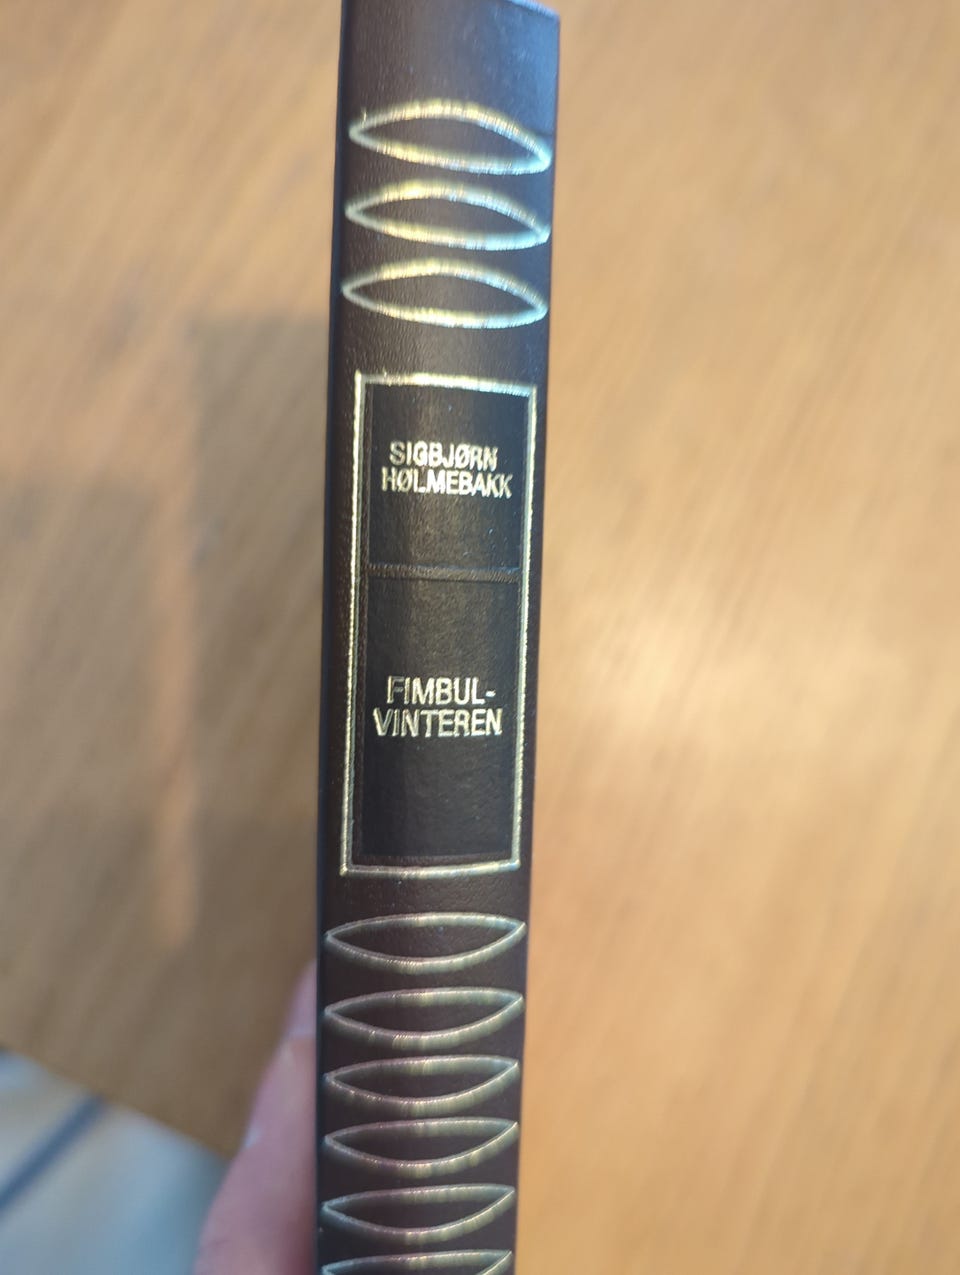 SIGBJØRN
HØLMEBAKK
FIMBUL-
VINTEREN